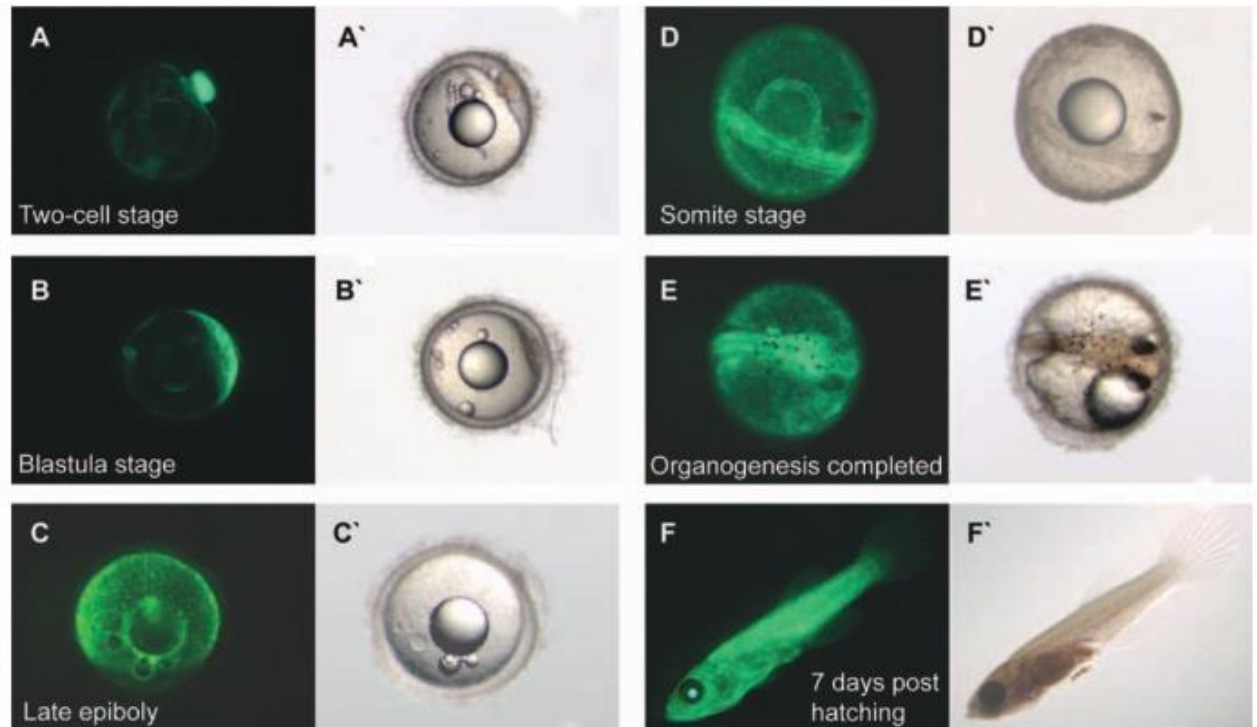 A
A`
Two-cell stage
B
B`
Blastula stage
C
C`
Late epiboly
D
D`
Somite stage
E
E`
Organogenesis completed
F
F`
7 days post
hatching